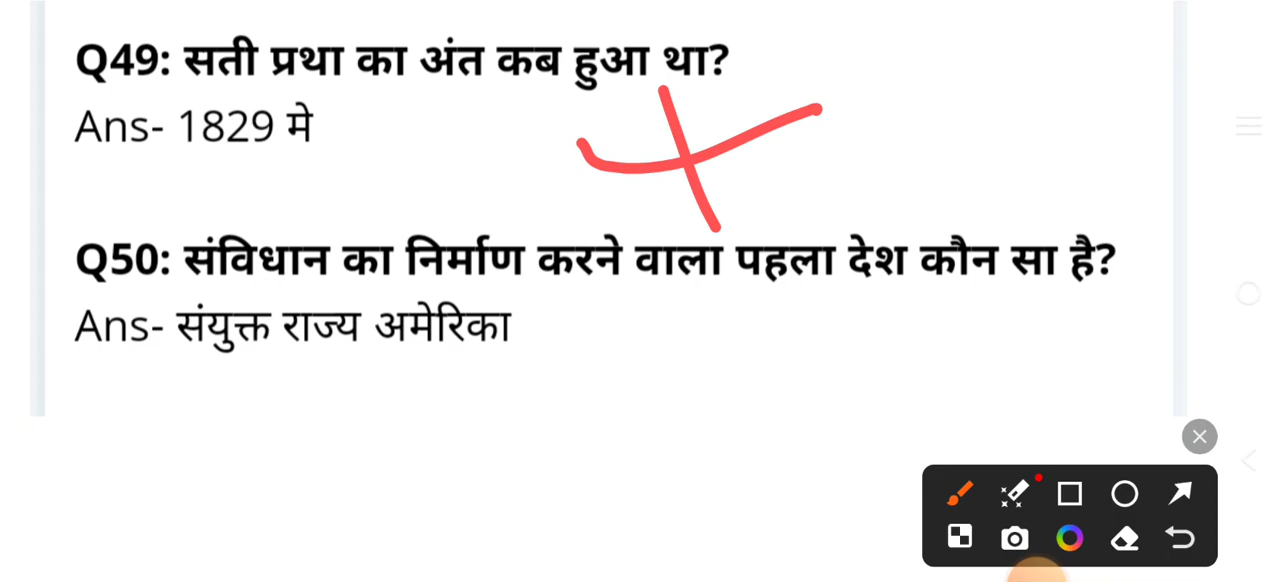 Q49: सती प्रथा का अंत कब हुआ था?
Ans- 1829 मे
Q50: संविधान का निर्माण करने वाला पहला देश कौन सा है?
Ans- संयुक्त राज्य अमेरिका